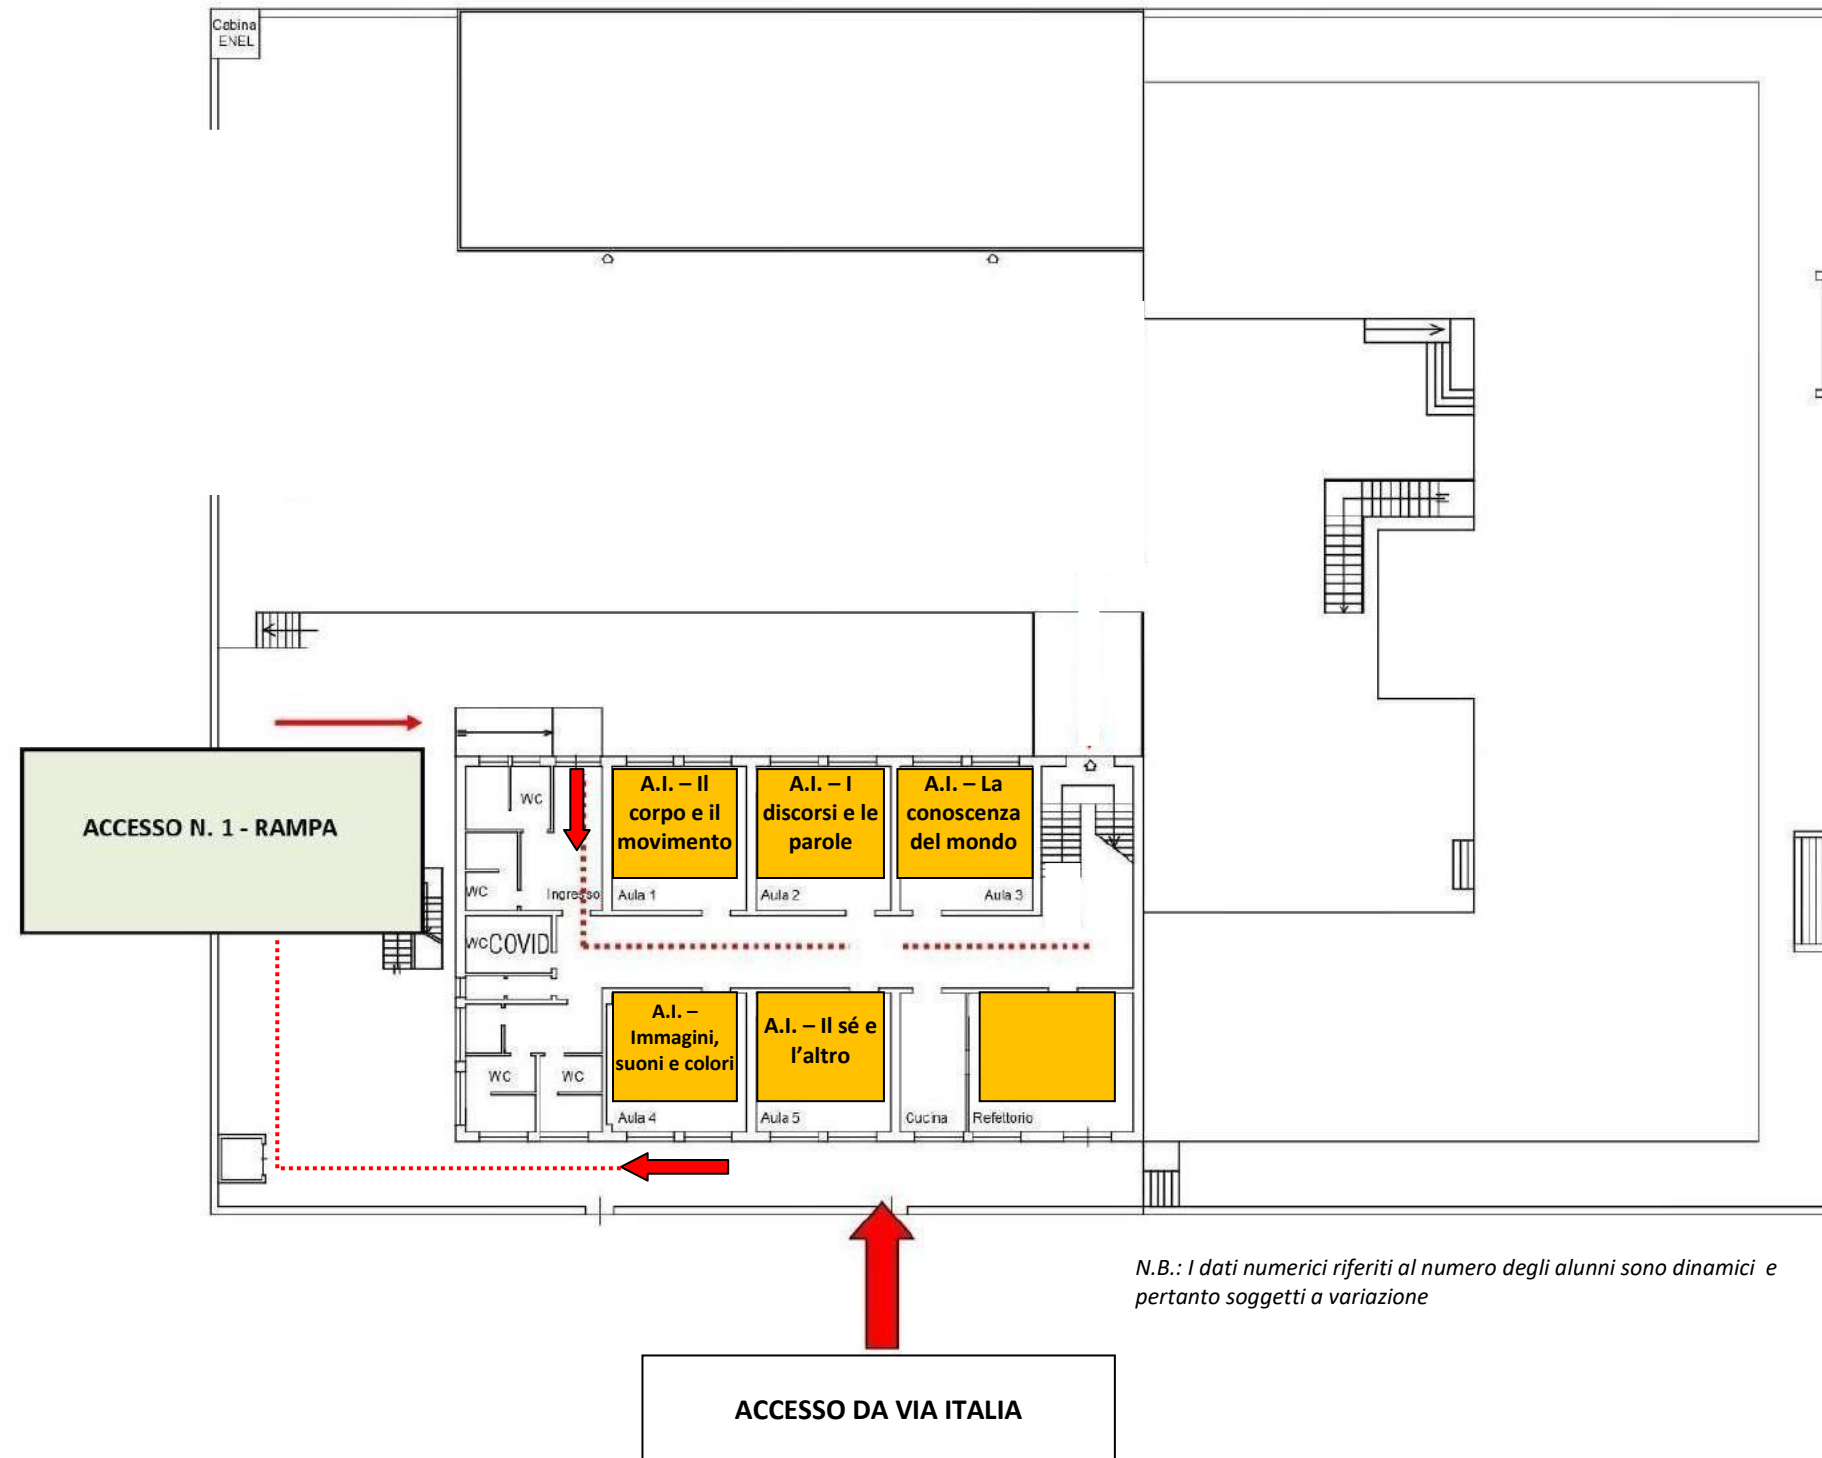 Cabina
ENEL
ACCESSO N. 1 - RAMPA
WC
A.I. – Il
corpo e il
movimento
A.I. – I
discorsi e le
parole
A.I. – La
conoscenza
del mondo
WC
Ingresso
Aula 1
Aula 2
Aula 3
WC
COVID
A.I. –
Immagini,
suoni e colori
A.I. – Il sé e
l’altro
WC
WC
Aula 4
Aula 5
Cucina
Refettorio
N.B.: I dati numerici riferiti al numero degli alunni sono dinamici e
pertanto soggetti a variazione
ACCESSO DA VIA ITALIA